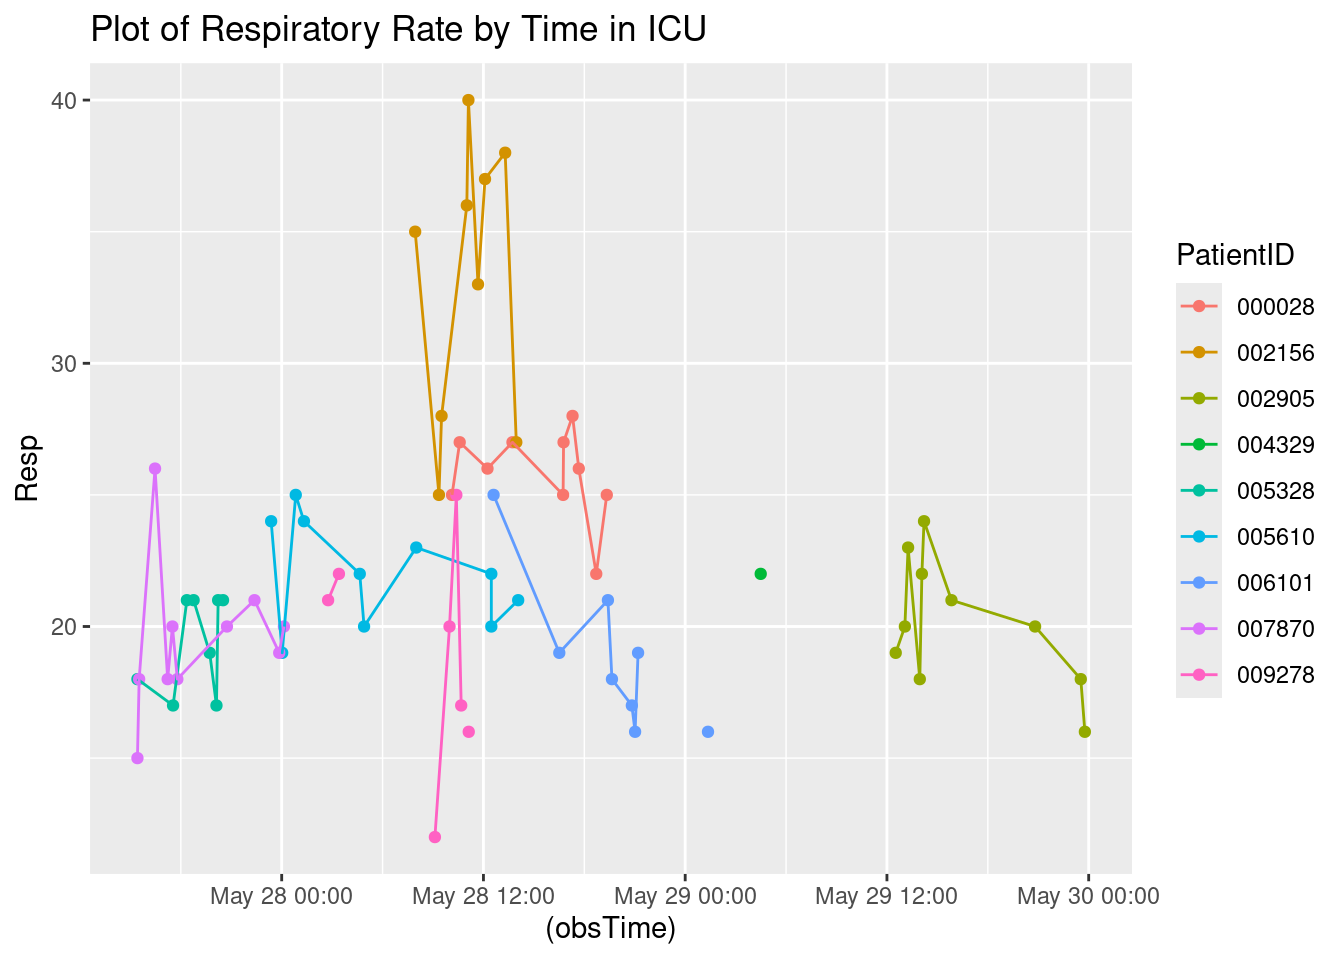 Plot of Respiratory Rate by Time in ICU
Resp
40
30
20
May 28 00:00
May 28 12:00
May 29 00:00
May 29 12:00
May 30 00:00
(obsTime)
PatientID
000028
002156
002905
004329
005328
005610
006101
007870
009278